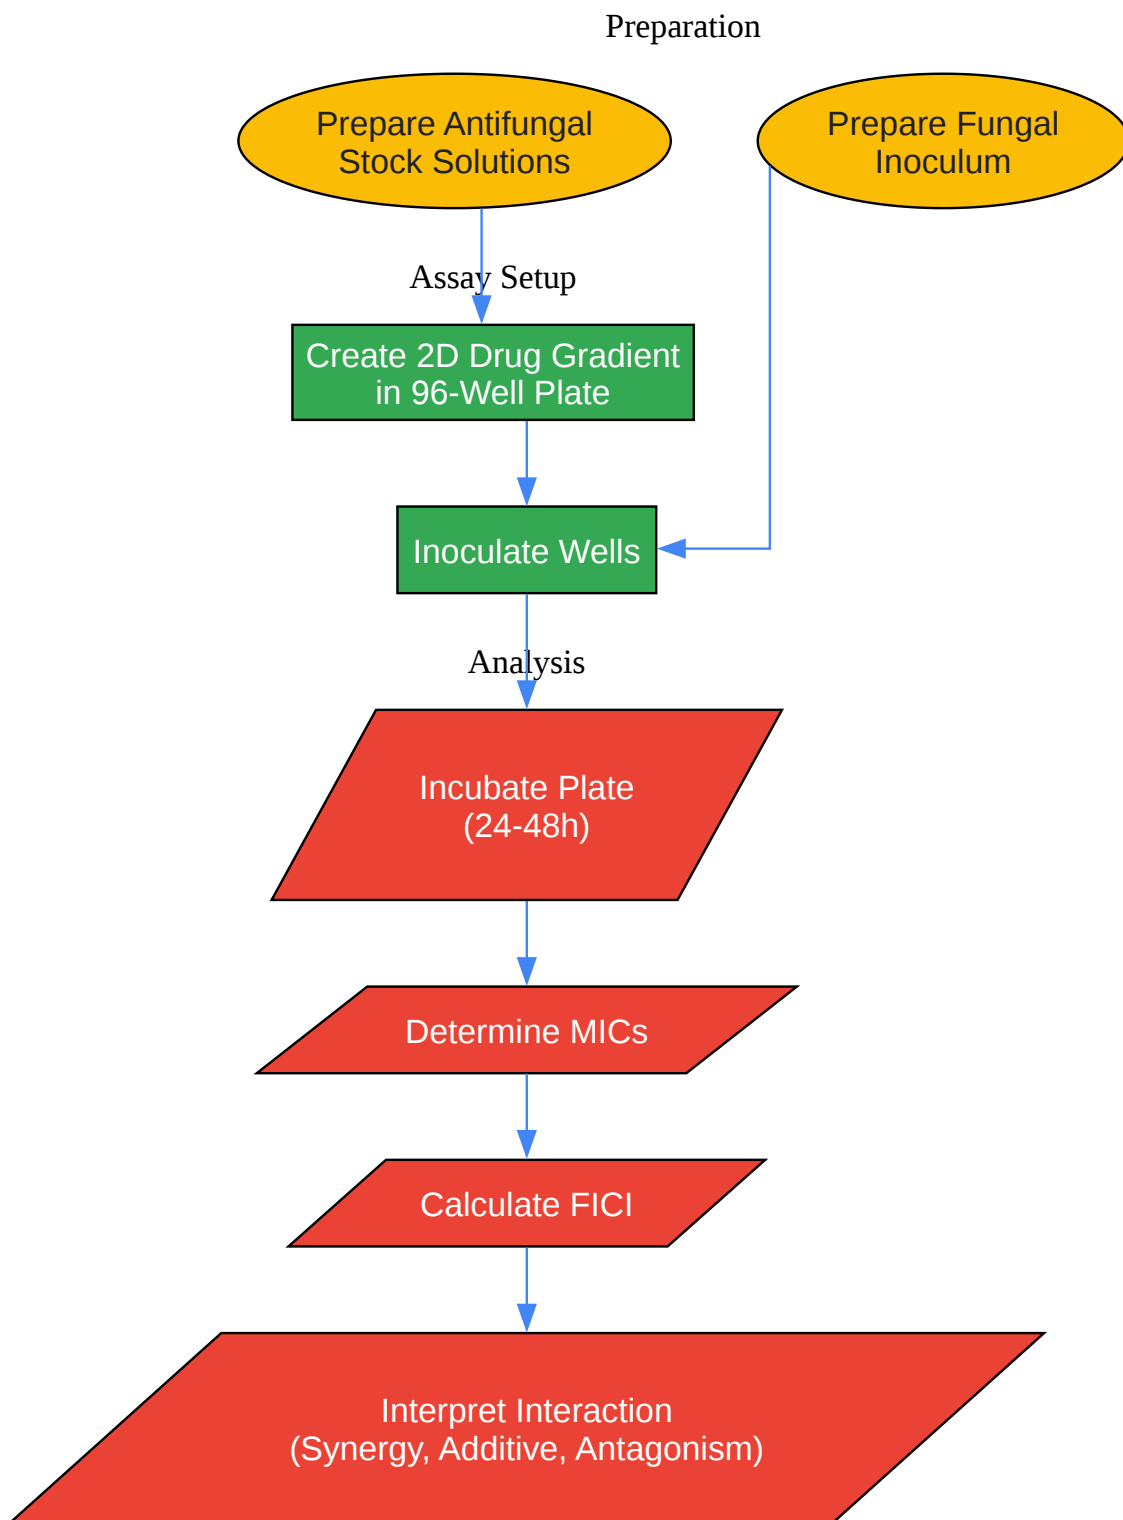 Preparation
Prepare Antifungal
Stock Solutions
Prepare Fungal
Inoculum
Assay Setup
Create 2D Drug Gradient
in 96-Well Plate
Inoculate Wells
Analysis
Incubate Plate
(24-48h)
Determine MICs
Calculate FICI
Interpret Interaction
(Synergy, Additive, Antagonism)